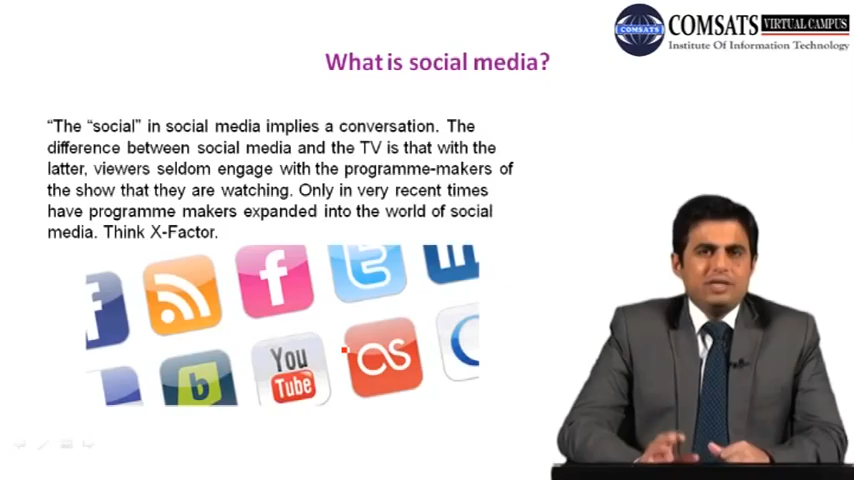 COMSATS
COMSATS VIRTUAL CAMPUS
Institute Of Information Technology
What is social media?
“The “social” in social media implies a conversation. The
difference between social media and the TV is that with the
latter, viewers seldom engage with the programme-makers of
the show that they are watching. Only in very recent times
have programme makers expanded into the world of social
media. Think X-Factor.
f
f
t
in
b
You
Tube
as